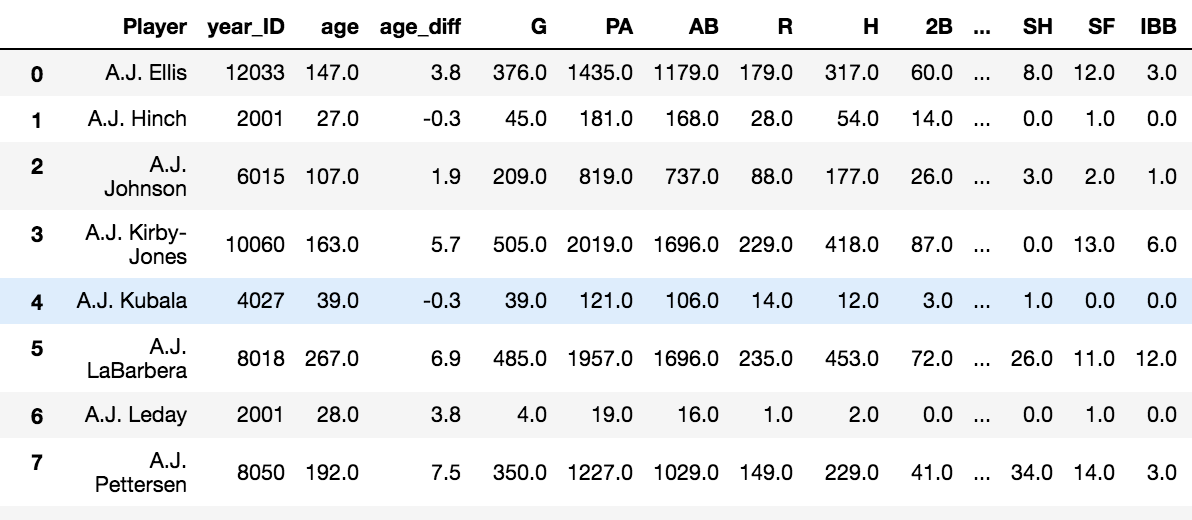 Player year_ID age age_diff G PA AB R H 2B ... SH SF IBB
0 A.J. Ellis 12033 147.0 3.8 376.0 1435.0 1179.0 179.0 317.0 60.0 ... 8.0 12.0 3.0
1 A.J. Hinch 2001 27.0 -0.3 45.0 181.0 168.0 28.0 54.0 14.0 ... 0.0 1.0 0.0
2 A.J.
Johnson 6015 107.0 1.9 209.0 819.0 737.0 88.0 177.0 26.0 ... 3.0 2.0 1.0
3 A.J. Kirby-
Jones 10060 163.0 5.7 505.0 2019.0 1696.0 229.0 418.0 87.0 ... 0.0 13.0 6.0
4 A.J. Kubala 4027 39.0 -0.3 39.0 121.0 106.0 14.0 12.0 3.0 ... 1.0 0.0 0.0
5 A.J.
LaBarbera 8018 267.0 6.9 485.0 1957.0 1696.0 235.0 453.0 72.0 ... 26.0 11.0 12.0
6 A.J. Leday 2001 28.0 3.8 4.0 19.0 16.0 1.0 2.0 0.0 ... 0.0 1.0 0.0
7 A.J.
Pettersen 8050 192.0 7.5 350.0 1227.0 1029.0 149.0 229.0 41.0 ... 34.0 14.0 3.0